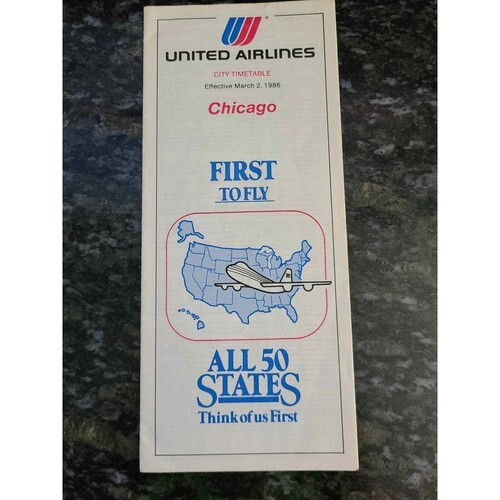 UNITED AIRLINES
CITY TIMETABLE
Effective March 2, 1986
Chicago
FIRST
TO FLY
ALL 50
STATES
Think of us First